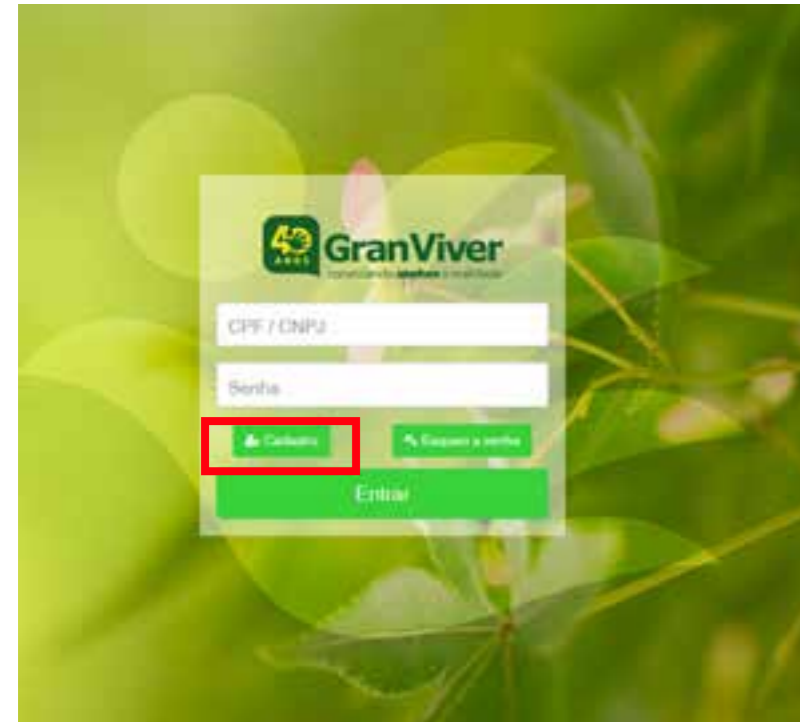 40
ANOS
GranViver
CPF / CNPJ
Senha
Cadastro
Esqueci a senha
Entrar